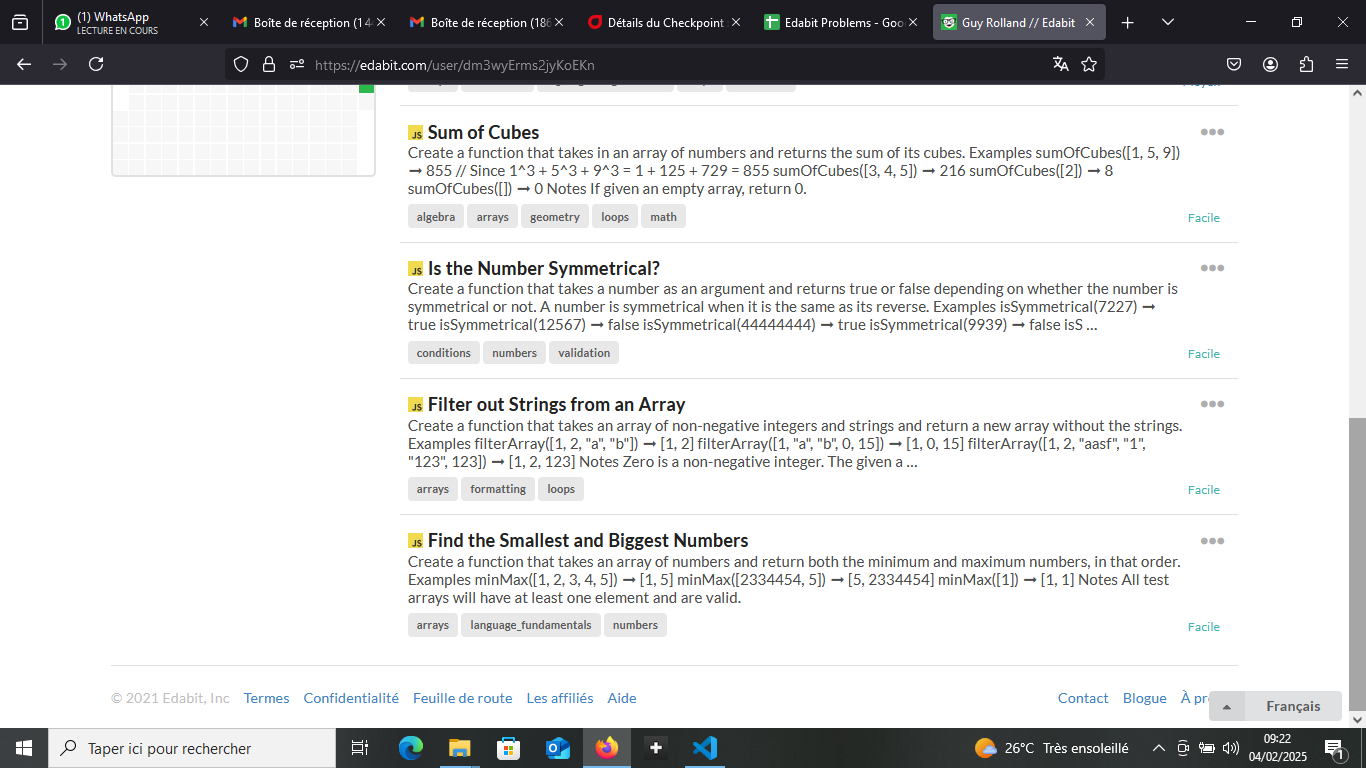 (1) WhatsApp
LECTURE EN COURS
Boîte de réception (1 4
Boîte de réception (186
Détails du Checkpoint
Edabit Problems - Goo
Guy Rolland // Edabit
https://edabit.com/user/dm3wyErms2jyKoEKn
JS Sum of Cubes
Create a function that takes in an array of numbers and returns the sum of its cubes. Examples sumOfCubes([1, 5, 9])
→ 855 // Since 1^3 + 5^3 + 9^3 = 1 + 125 + 729 = 855 sumOfCubes([3, 4, 5]) → 216 sumOfCubes([2]) → 8
sumOfCubes([]) → 0 Notes If given an empty array, return 0.
algebra arrays geometry loops math
Facile
JS Is the Number Symmetrical?
Create a function that takes a number as an argument and returns true or false depending on whether the number is
symmetrical or not. A number is symmetrical when it is the same as its reverse. Examples isSymmetrical(7227) →
true isSymmetrical(12567) → false isSymmetrical(44444444) → true isSymmetrical(9939) → false isS ...
conditions numbers validation
Facile
JS Filter out Strings from an Array
Create a function that takes an array of non-negative integers and strings and return a new array without the strings.
Examples filterArray([1, 2, "a", "b"]) → [1, 2] filterArray([1, "a", "b", 0, 15]) → [1, 0, 15] filterArray([1, 2, "aasf", "1",
"123", 123]) → [1, 2, 123] Notes Zero is a non-negative integer. The given a ...
arrays formatting loops
Facile
JS Find the Smallest and Biggest Numbers
Create a function that takes an array of numbers and return both the minimum and maximum numbers, in that order.
Examples minMax([1, 2, 3, 4, 5]) → [1, 5] minMax([2334454, 5]) → [5, 2334454] minMax([1]) → [1, 1] Notes All test
arrays will have at least one element and are valid.
arrays language_fundamentals numbers
Facile
© 2021 Edabit, Inc Termes Confidentialité Feuille de route Les affiliés Aide
Contact Blogue À pr
Français
Taper ici pour rechercher
26°C Très ensoleillé
09:22
04/02/2025
1